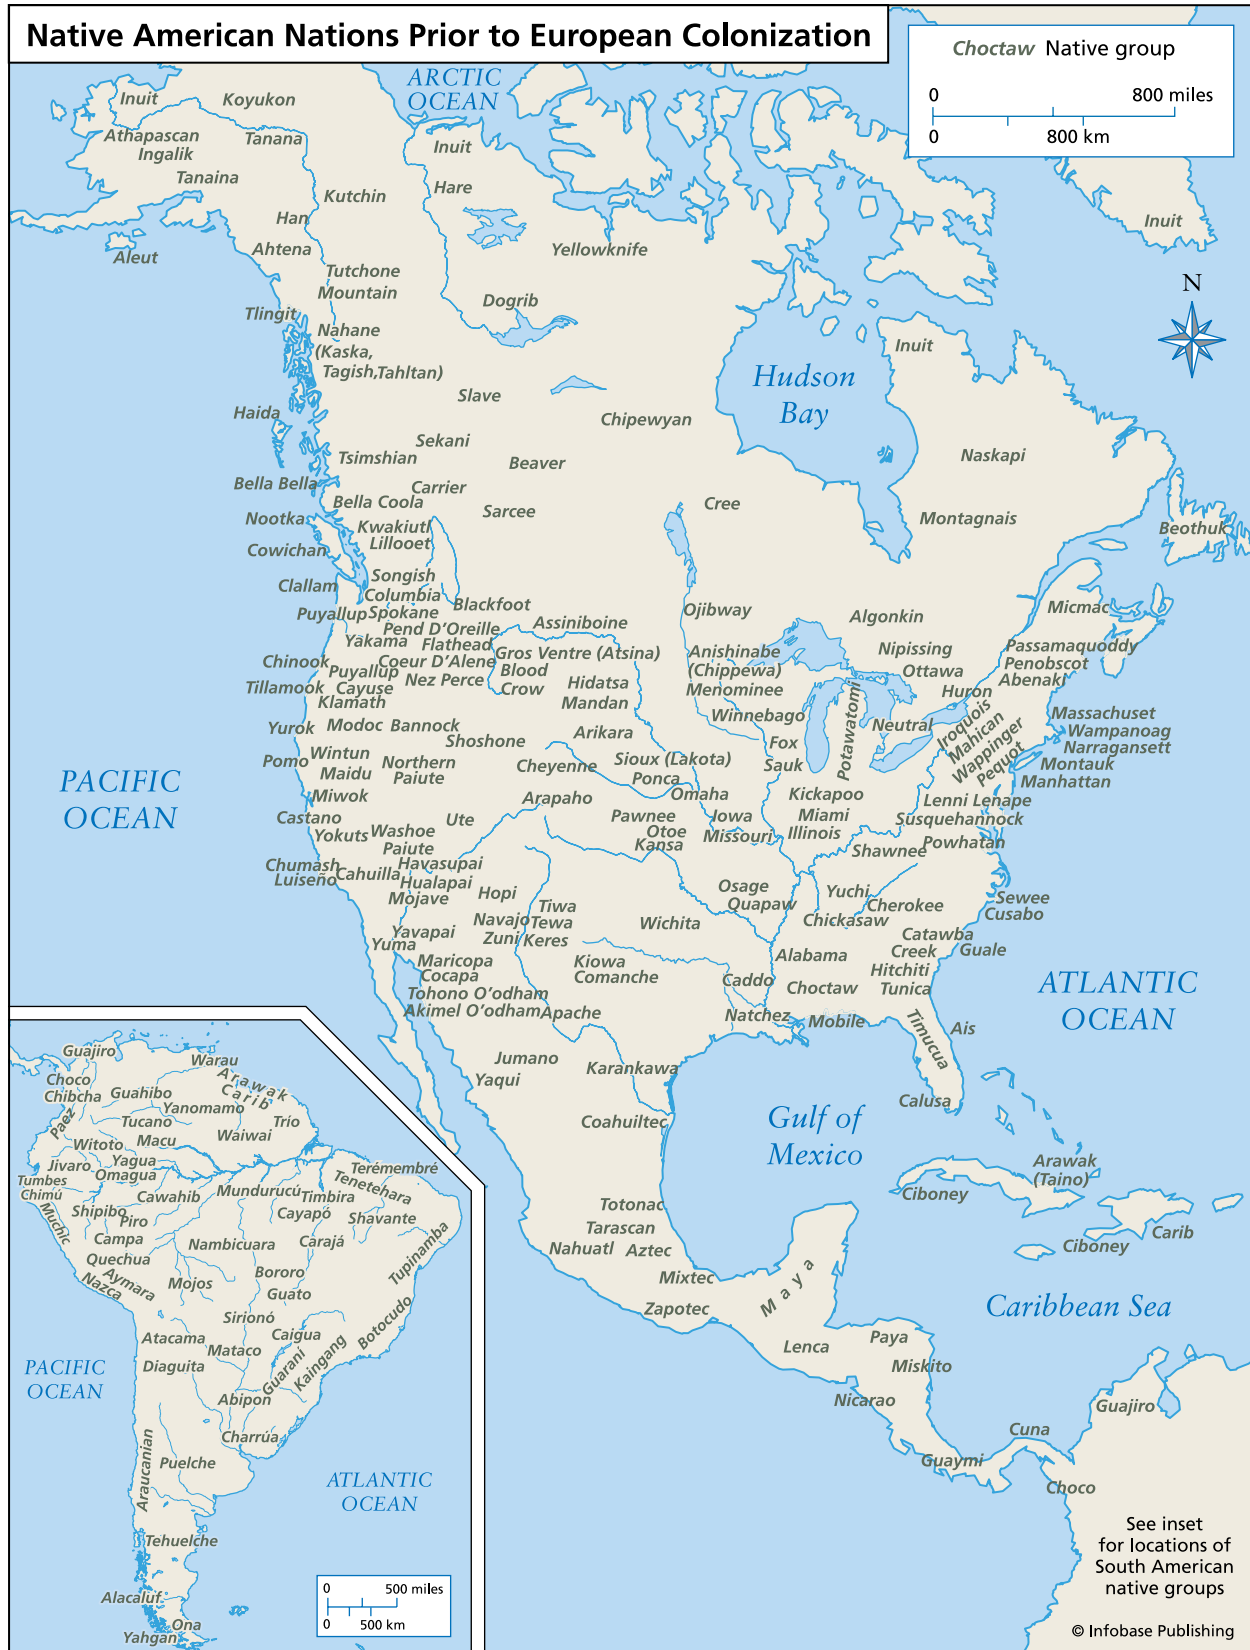 Native American Nations Prior to European Colonization
Choctaw Native group
0 800 miles
0 800 km
ARCTIC
OCEAN
Inuit
Koyukon
Athapascan
Ingalik
Tanana
Tanaina
Inuit
Hare
Kutchin
Han
Ahtena
Aleut
Yellowknife
Inuit
Tutchone
Mountain
Dogrib
Tlingit
Nahane
(Kaska,
Tagish,Tahltan)
N
Inuit
Hudson
Bay
Slave
Haida
Chipewyan
Sekani
Tsimshian
Beaver
Naskapi
Bella Bella
Carrier
Bella Coola
Sarcee
Cree
Montagnais
Nootka
Kwakiutl
Lillooet
Beothuk
Cowichan
Clallam
Songish
Columbia
Puyallup
Spokane
Blackfoot
Ojibway
Algonkin
Micmac
Pend D'Oreille
Assiniboine
Yakama
Flathead
Gros Ventre (Atsina)
Anishinabe
(Chippewa)
Nipissing
Passamaquoddy
Chinook
Puyallup
Coeur D'Alene
Blood
Ottawa
Penobscot
Abenaki
Tillamook
Cayuse
Nez Perce
Crow
Hidatsa
Menominee
Huron
Klamath
Mandan
Winnebago
Potawatomi
Neutral
Iroquois
Mahican
Wappinger
Pequot
Massachuset
Wampanoag
Narragansett
Montauk
Manhattan
Yurok
Modoc
Bannock
Shoshone
Arikara
Fox
Sauk
Pomo
Wintun
Maidu
Northern
Paiute
Cheyenne
Sioux (Lakota)
Ponca
Miwok
Arapaho
Omaha
Kickapoo
Lenni Lenape
Castano
Yokuts
Washoe
Paiute
Ute
Pawnee
Otoe
Kansa
Iowa
Missouri
Miami
Illinois
Susquehannock
Powhatan
Shawnee
PACIFIC
OCEAN
Chumash
Luiseño
Cahuilla
Havasupai
Hualapai
Mojave
Hopi
Osage
Quapaw
Yuchi
Cherokee
Sewee
Cusabo
Tiwa
Navajo
Tewa
Zuni
Keres
Wichita
Chickasaw
Yavapai
Yuma
Catawba
Creek
Guale
Maricopa
Cocapa
Kiowa
Comanche
Alabama
Hitchiti
Tunica
Caddo
Choctaw
Tohono O'odham
Akimel O'odham
Apache
Natchez
Mobile
Timucua
Ais
ATLANTIC
OCEAN
Jumano
Yaqui
Karankawa
Calusa
Coahuiltec
Gulf of
Mexico
Arawak
(Taino)
Ciboney
Totonac
Tarascan
Nahuatl
Aztec
Carib
Ciboney
Mixtec
Maya
Zapotec
Caribbean Sea
Lenca
Paya
Miskito
Nicarao
Guajiro
Cuna
Guaymi
Choco
See inset
for locations of
South American
native groups
© Infobase Publishing
Guajiro
Warau
Arawak
Carib
Choco
Chibcha
Guahibo
Yanomamo
Paez
Tucano
Trio
Witoto
Macu
Waiwai
Jivaro
Yagua
Omagua
Terémembré
Tenetehara
Tumbes
Chimú
Cawahib
Mundurucú
Timbira
Muchic
Shipibo
Piro
Cayapó
Shavante
Campa
Nambicuara
Carajá
Tupinamba
Quechua
Aymara
Nazca
Mojos
Bororo
Guato
Sirionó
Botocudo
Atacama
Mataco
Caigua
Diaguita
Guaraní
Kaingang
PACIFIC
OCEAN
Abipon
Charrúa
Araucanian
Puelche
ATLANTIC
OCEAN
Tehuelche
Alacaluf
Ona
Yahgan
0 500 miles
0 500 km